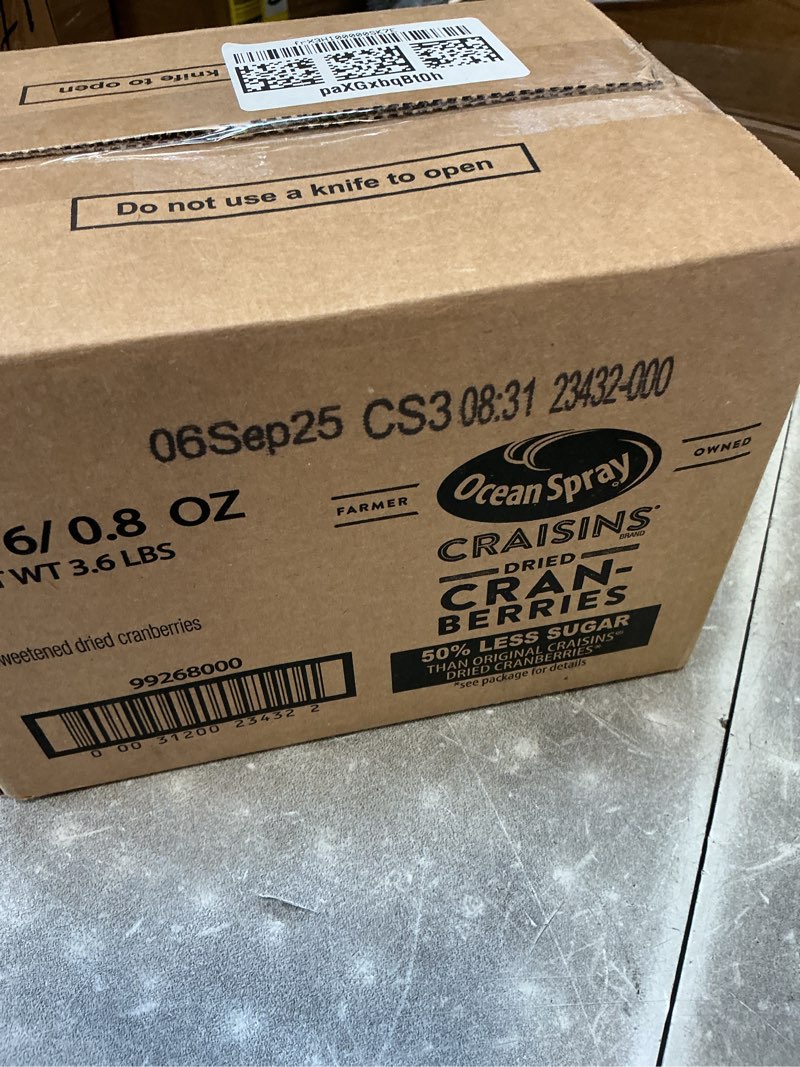 knife to open
paXGxbqBt0h
Do not use a knife to open
06Sep25 CS3 08:31 23432-000
6/ 0.8 OZ
WT 3.6 LBS
weetened dried cranberries
99268000
0 00 31200 23432 2
FARMER
Ocean Spray
OWNED
CRAISINS®
BRAND
DRIED
CRAN-
BERRIES
50% LESS SUGAR
THAN ORIGINAL CRAISINS®
DRIED CRANBERRIES*
*see package for details